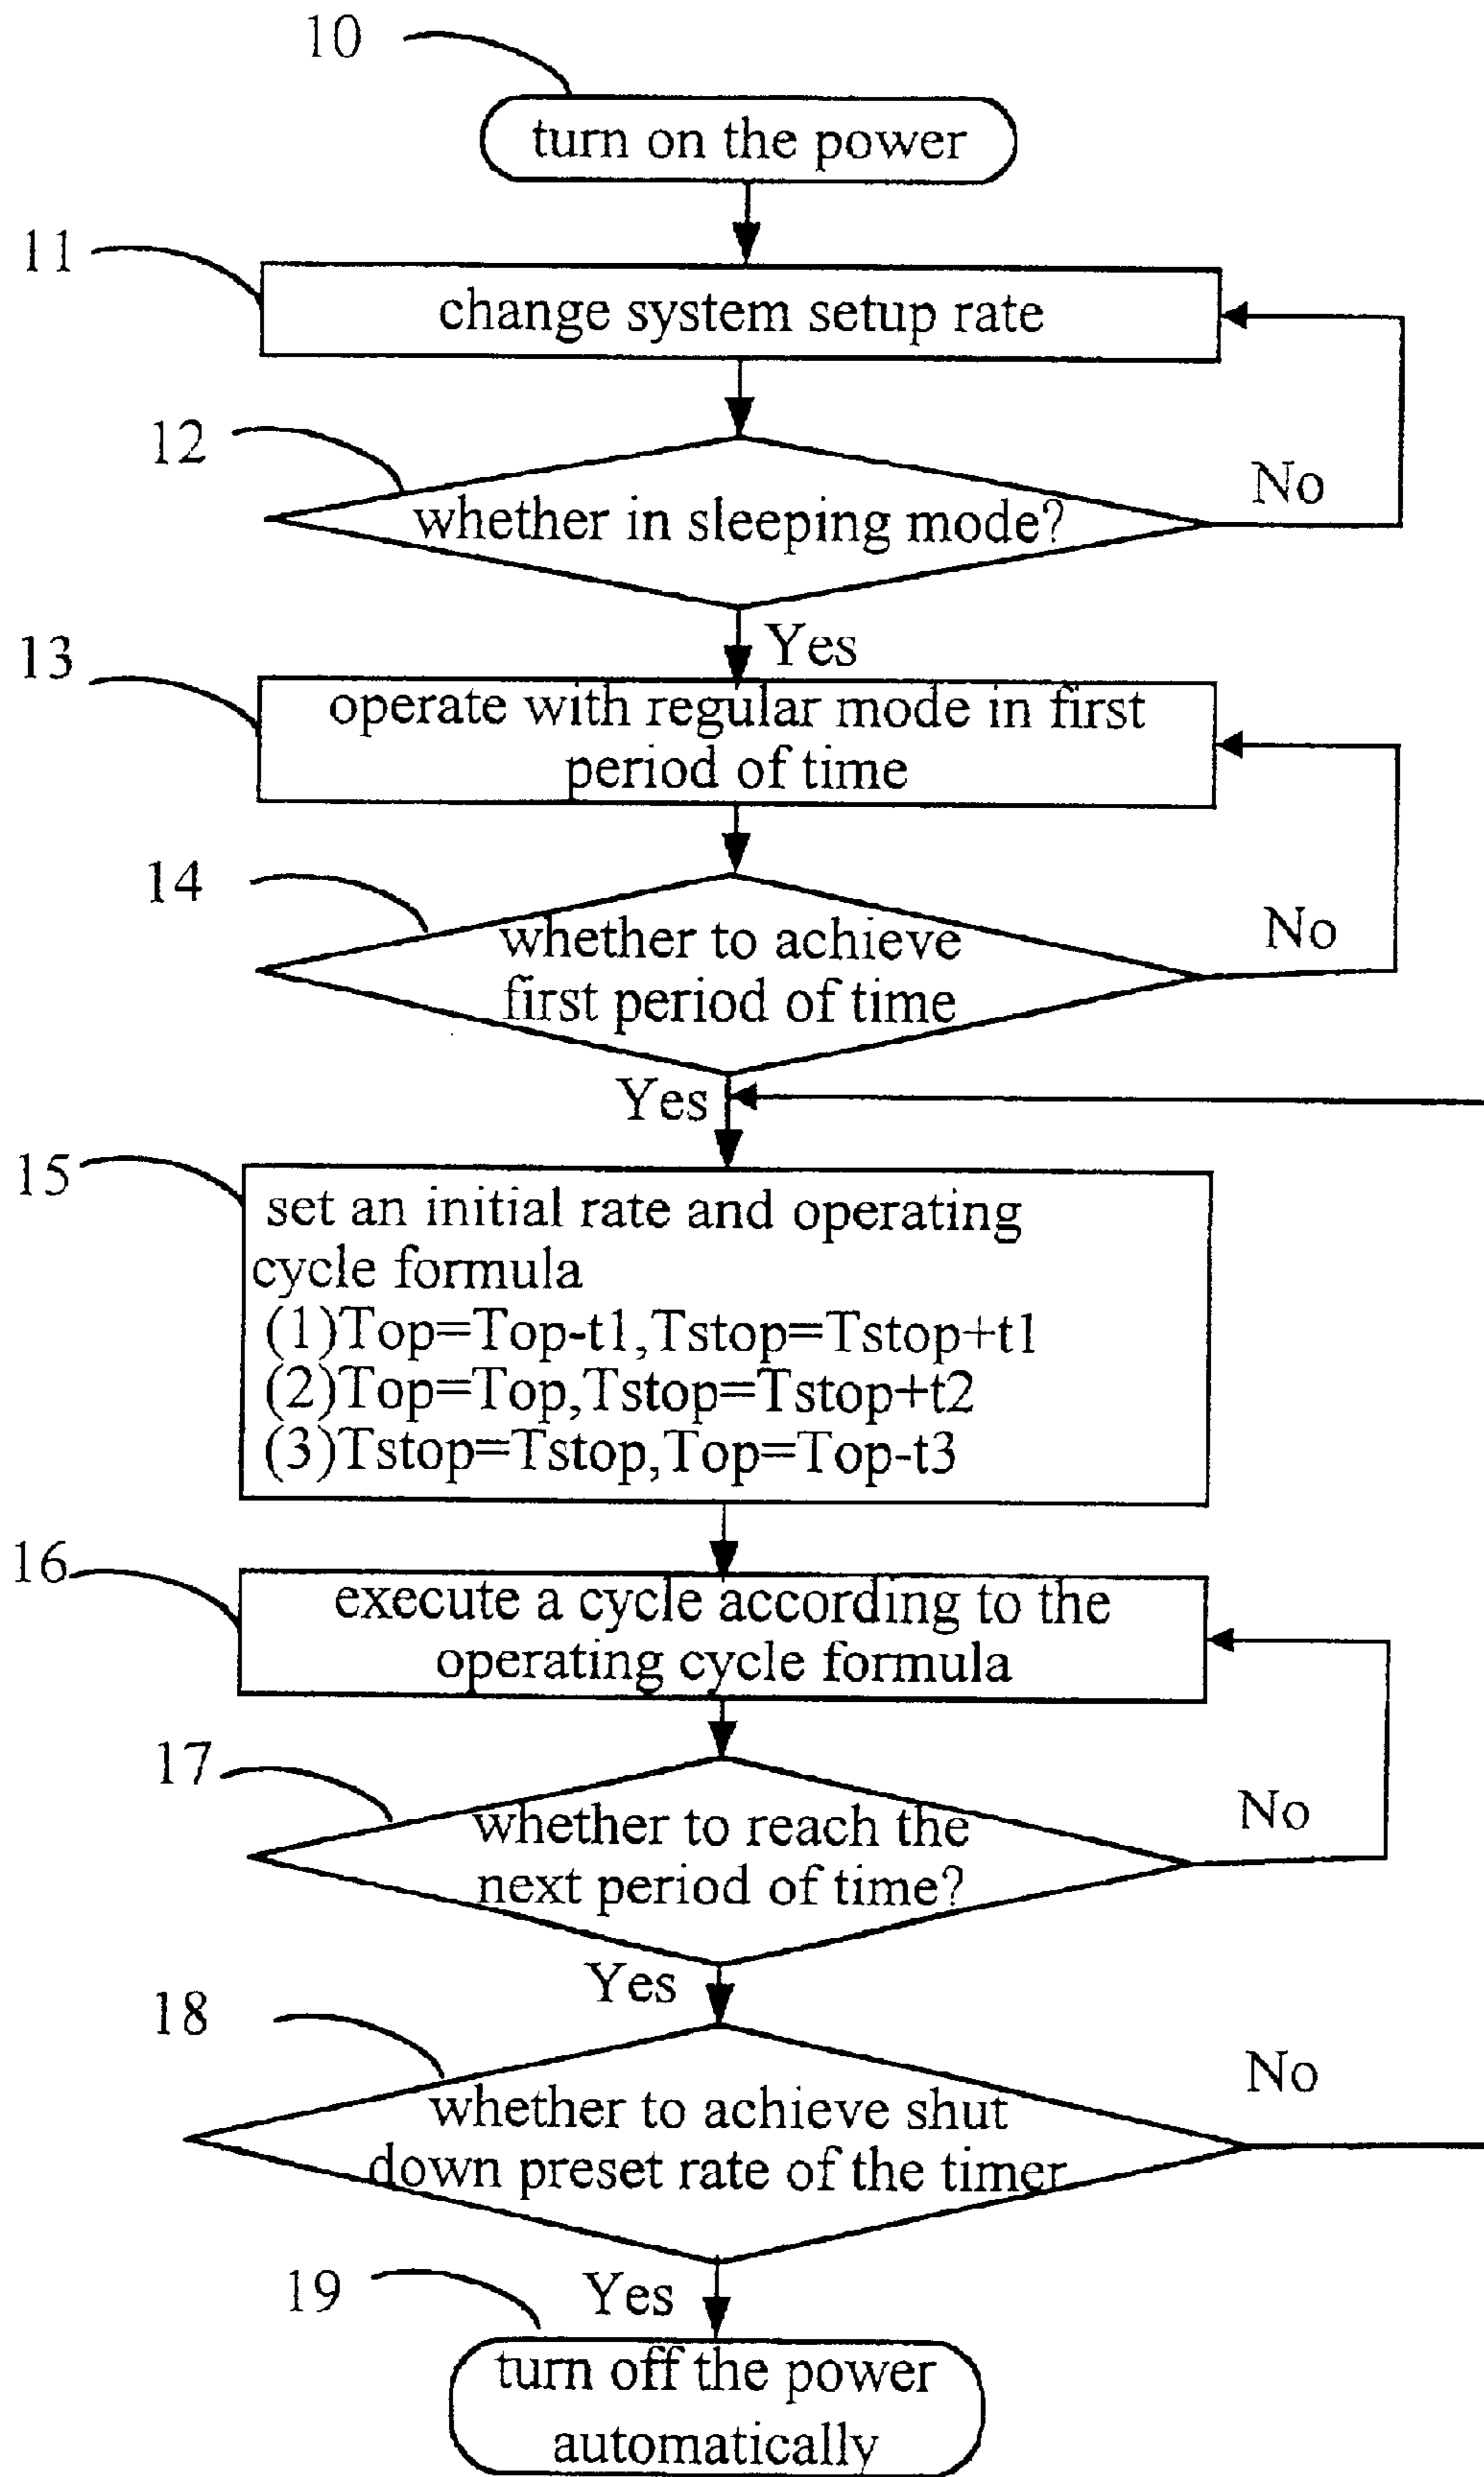 10
turn on the power
11
change system setup rate
12
whether in sleeping mode?
No
Yes
13
operate with regular mode in first
period of time
14
whether to achieve
first period of time
No
Yes
15
set an initial rate and operating
cycle formula
(1)Top=Top-t1,Tstop=Tstop+t1
(2)Top=Top,Tstop=Tstop+t2
(3)Tstop=Tstop,Top=Top-t3
16
execute a cycle according to the
operating cycle formula
17
whether to reach the
next period of time?
No
Yes
18
whether to achieve shut
down preset rate of the timer
No
Yes
19
turn off the power
automatically